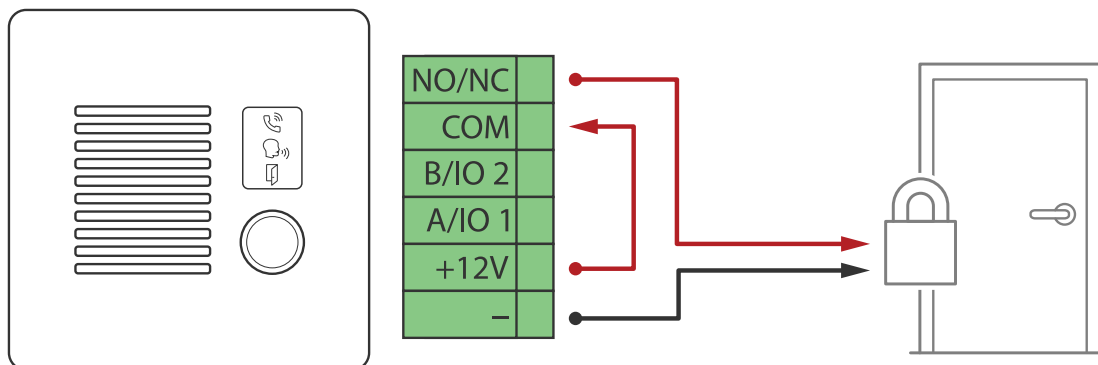 NO/NC
COM
B/IO 2
A/IO 1
+12V
–